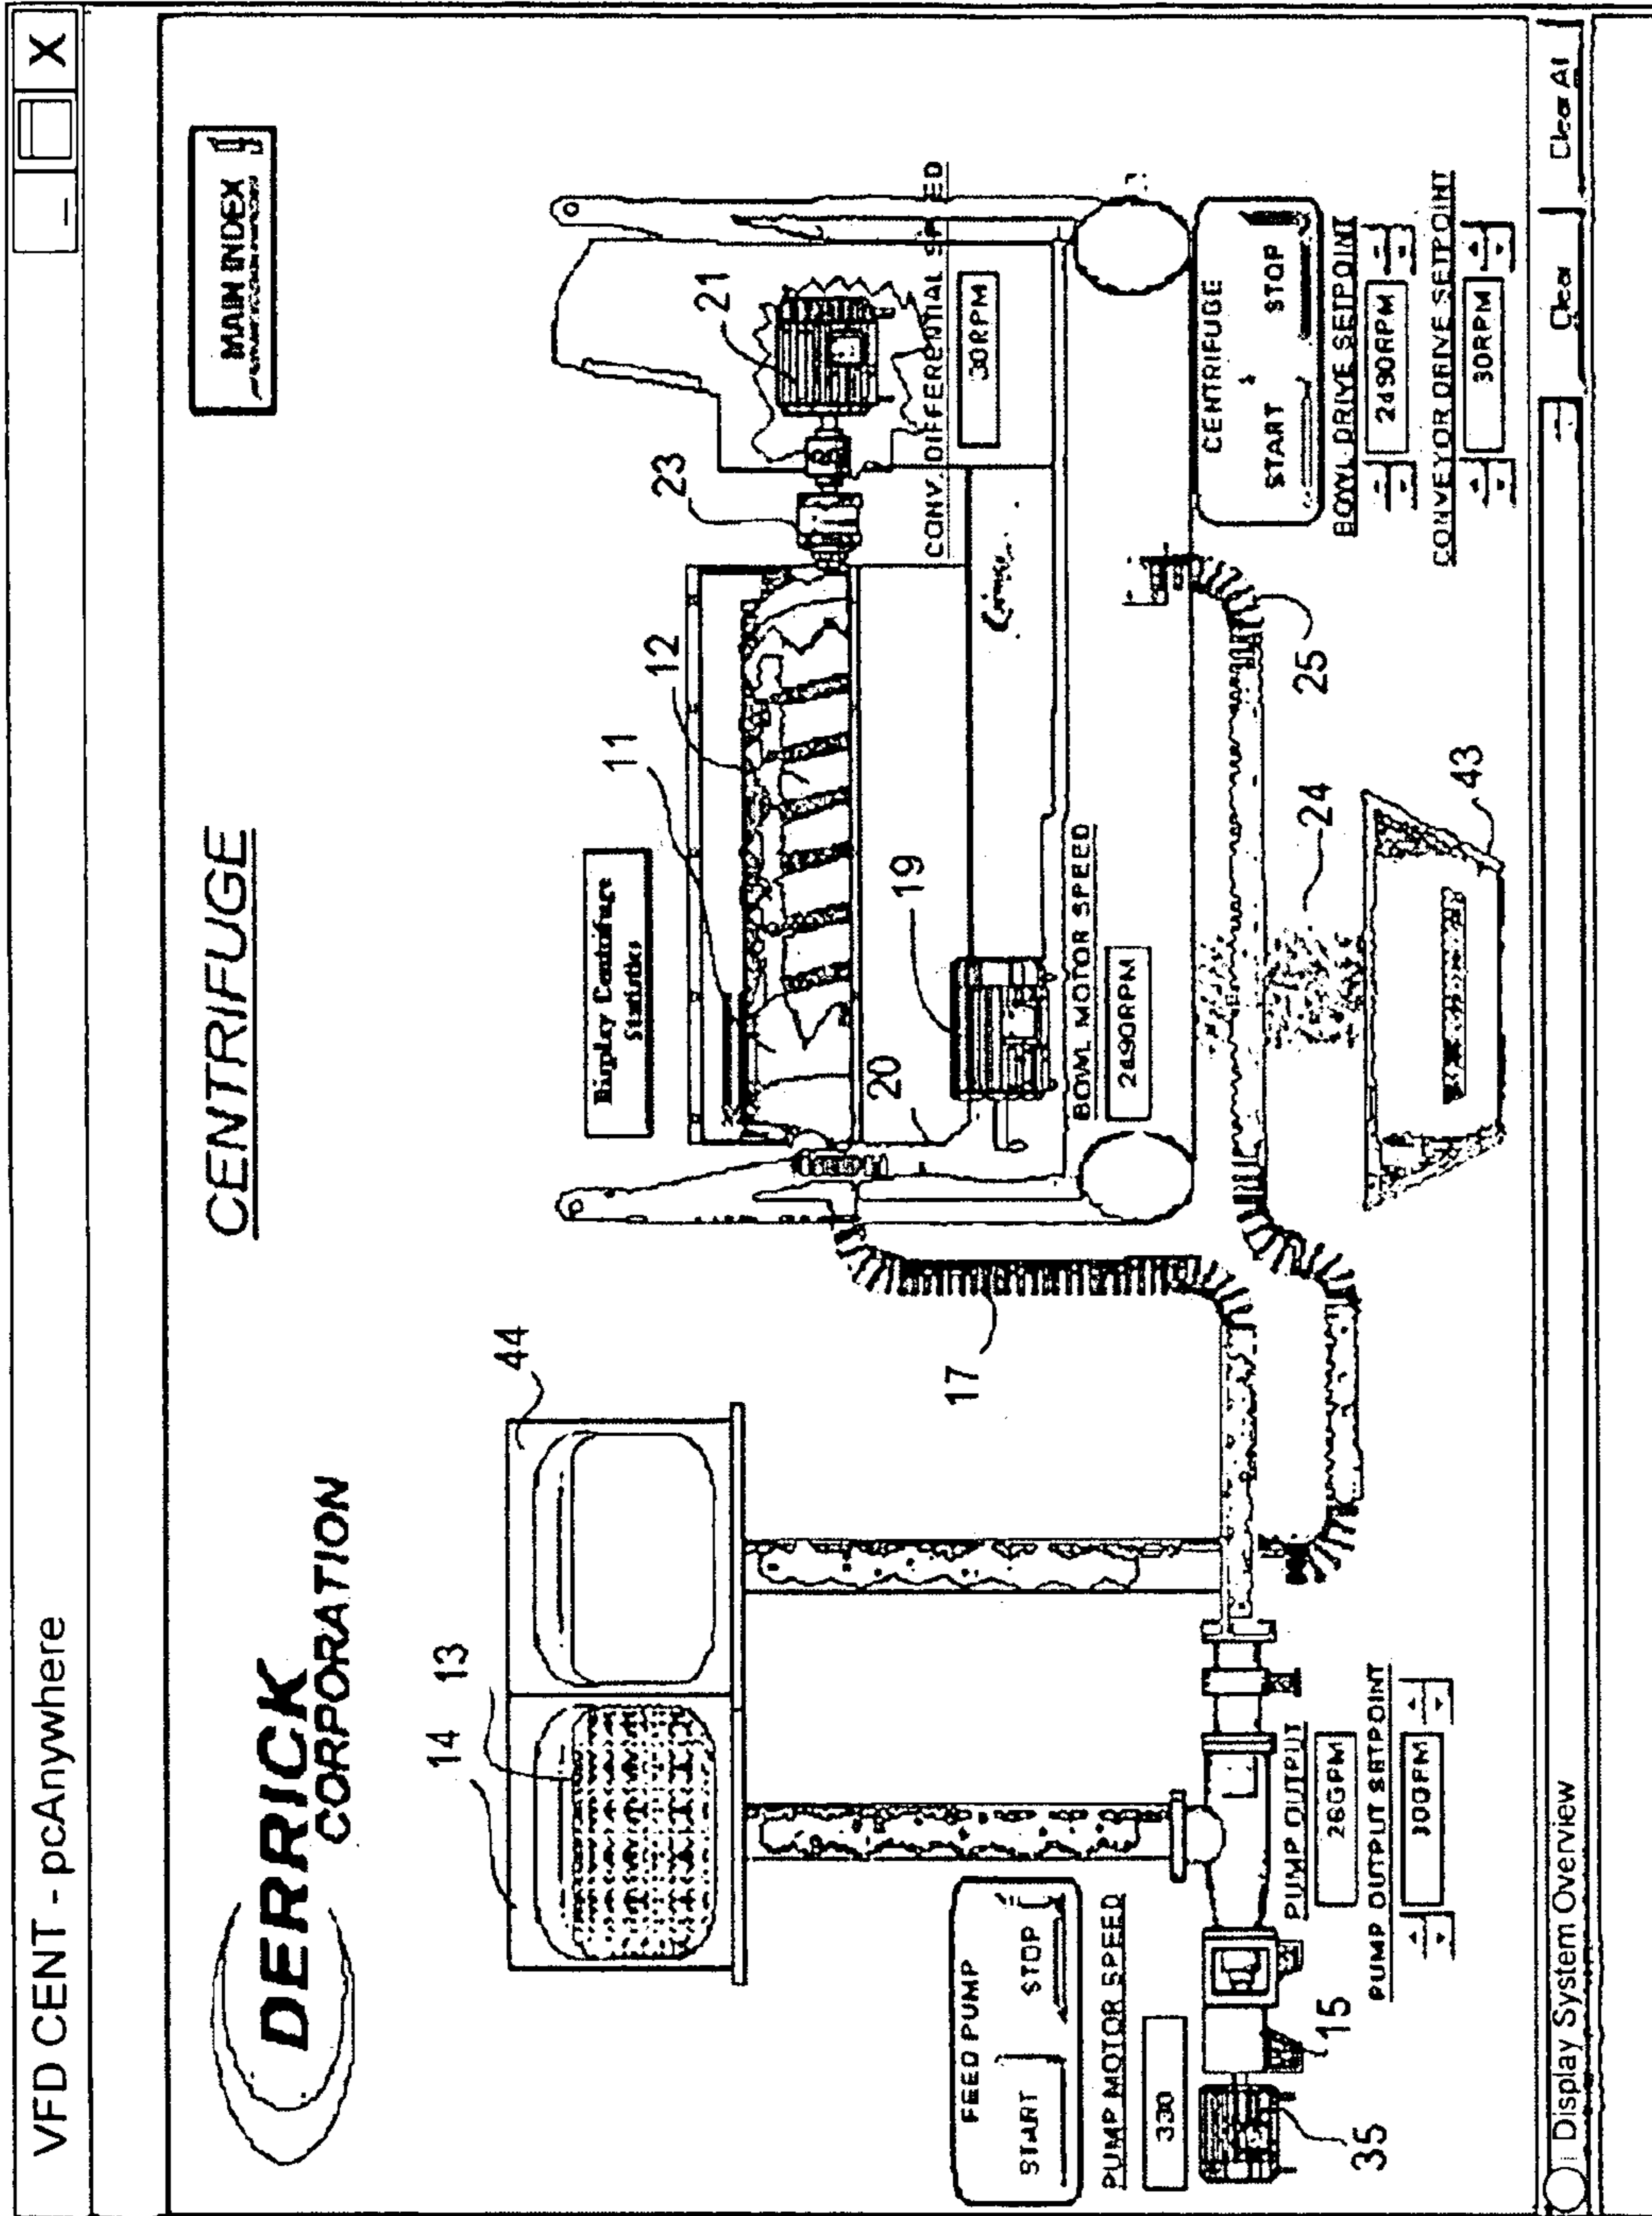 VFD CENT - pcAnywhere
X
DERRICK
CORPORATION
CENTRIFUGE
MAIN INDEX
14
13
44
Display Centrifuge
Statistics
11
12
23
21
CONV. DIFFERENTIAL SPEED
30RPM
17
20
19
BOWL MOTOR SPEED
2490RPM
FEED PUMP
START STOP
PUMP MOTOR SPEED
330
35
15
PUMP OUTPUT
PUMP OUTPUT SETPOINT
24
43
25
CENTRIFUGE
START STOP
BOWL DRIVE SETPOINT
2490RPM
CONVEYOR DRIVE SETPOINT
30RPM
Display System Overview
Clear
Clear Al